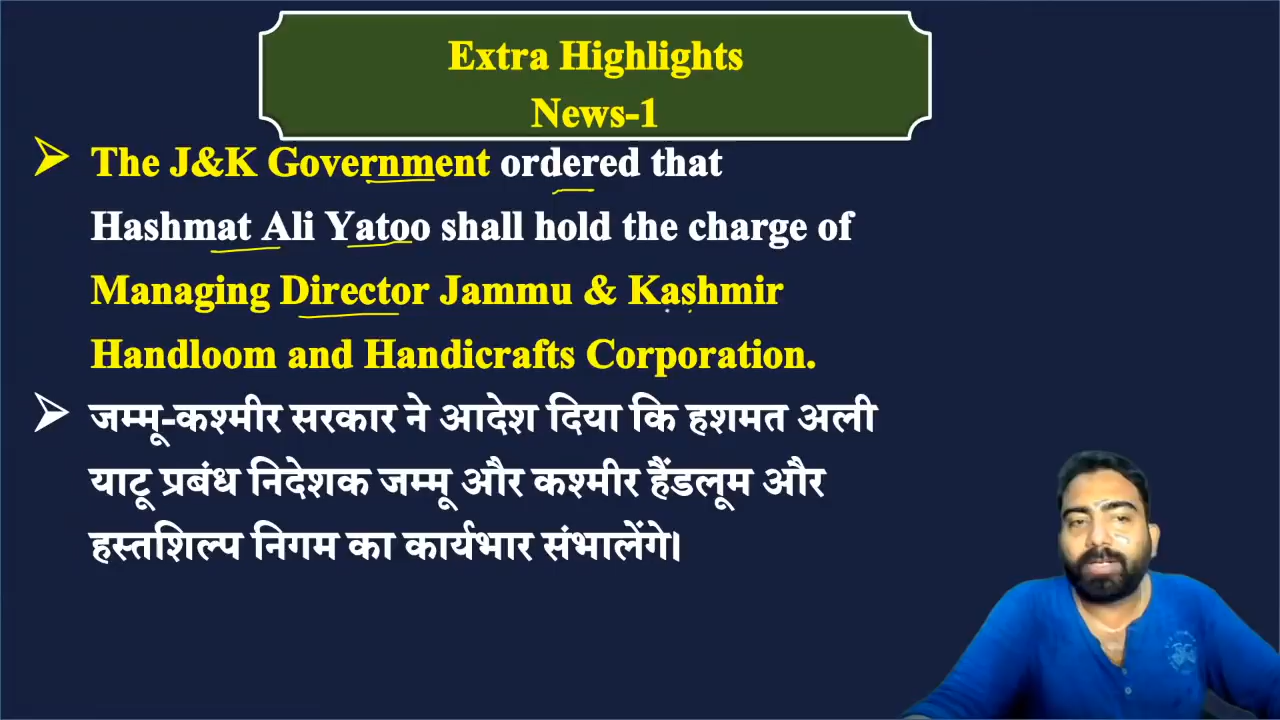 Extra Highlights
News-1
The J&K Government ordered that
Hashmat Ali Yatoo shall hold the charge of
Managing Director Jammu & Kashmir
Handloom and Handicrafts Corporation.
जम्मू-कश्मीर सरकार ने आदेश दिया कि हशमत अली
याटू प्रबंध निदेशक जम्मू और कश्मीर हैंडलूम और
हस्तशिल्प निगम का कार्यभार संभालेंगे।